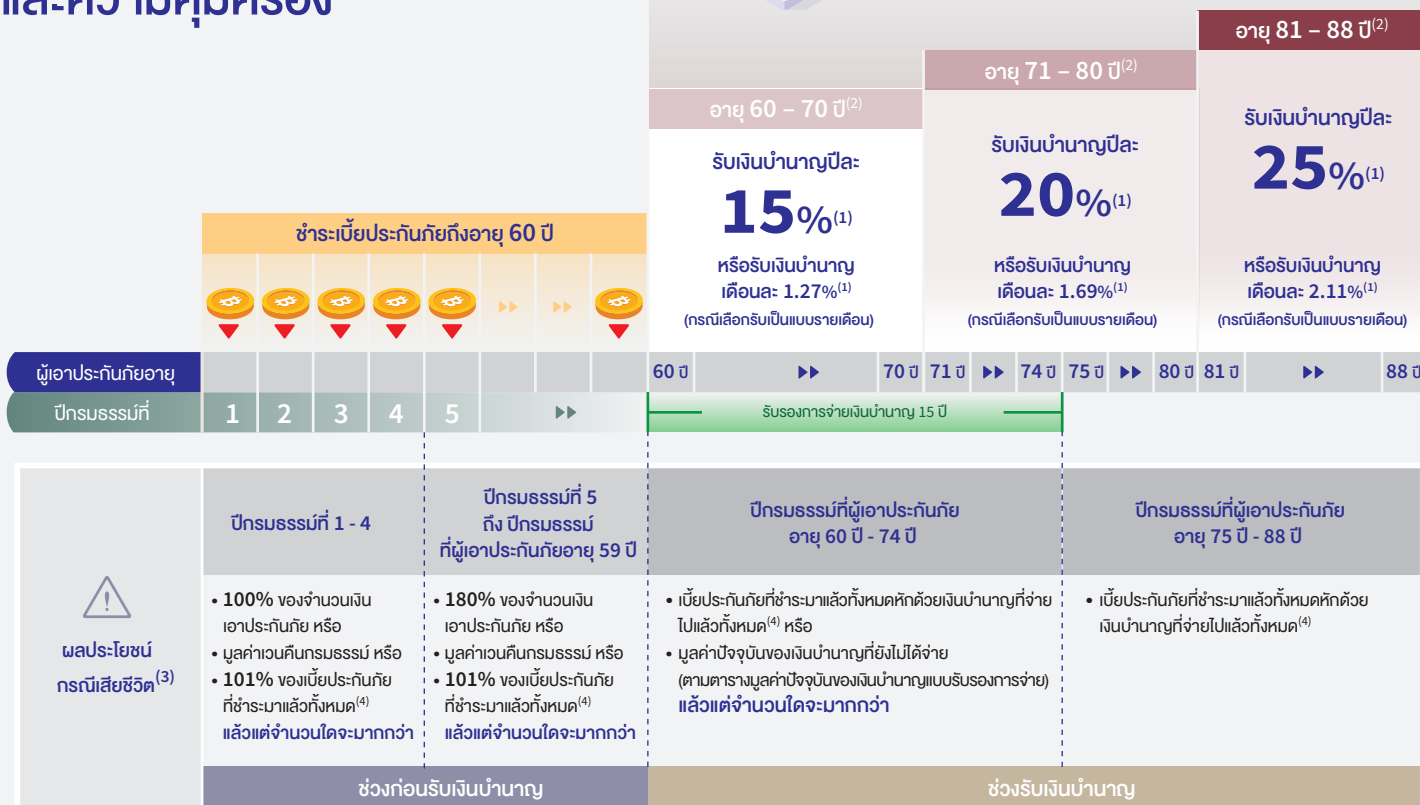 และความคุ้มครอง
อายุ 81 – 88 ปี(2)
รับเงินบำนาญปีละ
25%(1)
หรือรับเงินบำนาญ
เดือนละ 2.11%(1)
(กรณีเลือกรับเป็นแบบรายเดือน)
อายุ 71 – 80 ปี(2)
รับเงินบำนาญปีละ
20%(1)
หรือรับเงินบำนาญ
เดือนละ 1.69%(1)
(กรณีเลือกรับเป็นแบบรายเดือน)
อายุ 60 – 70 ปี(2)
รับเงินบำนาญปีละ
15%(1)
หรือรับเงินบำนาญ
เดือนละ 1.27%(1)
(กรณีเลือกรับเป็นแบบรายเดือน)
ชำระเบี้ยประกันภัยถึงอายุ 60 ปี
ผู้เอาประกันภัยอายุ
60 ปี 70 ปี 71 ปี 74 ปี 75 ปี 80 ปี 81 ปี 88 ปี
ปีกรมธรรม์ที่ 1 2 3 4 5
รับรองการจ่ายเงินบำนาญ 15 ปี
ผลประโยชน์
กรณีเสียชีวิต(3)
ปีกรมธรรม์ที่ 1 - 4
• 100% ของจำนวนเงิน
เอาประกันภัย หรือ
• มูลค่าเวนคืนกรมธรรม์ หรือ
• 101% ของเบี้ยประกันภัย
ที่ชำระมาแล้วทั้งหมด(4)
แล้วแต่จำนวนใดจะมากกว่า
ปีกรมธรรม์ที่ 5
ถึง ปีกรมธรรม์
ที่ผู้เอาประกันภัยอายุ 59 ปี
• 180% ของจำนวนเงิน
เอาประกันภัย หรือ
• มูลค่าเวนคืนกรมธรรม์ หรือ
• 101% ของเบี้ยประกันภัย
ที่ชำระมาแล้วทั้งหมด(4)
แล้วแต่จำนวนใดจะมากกว่า
ปีกรมธรรม์ที่ผู้เอาประกันภัย
อายุ 60 ปี - 74 ปี
• เบี้ยประกันภัยที่ชำระมาแล้วทั้งหมดหักด้วยเงินบำนาญที่จ่าย
ไปแล้วทั้งหมด(4) หรือ
• มูลค่าปัจจุบันของเงินบำนาญที่ยังไม่ได้จ่าย
(ตามตารางมูลค่าปัจจุบันของเงินบำนาญแบบรับรองการจ่าย)
แล้วแต่จำนวนใดจะมากกว่า
ปีกรมธรรม์ที่ผู้เอาประกันภัย
อายุ 75 ปี - 88 ปี
• เบี้ยประกันภัยที่ชำระมาแล้วทั้งหมดหักด้วย
เงินบำนาญที่จ่ายไปแล้วทั้งหมด(4)
ช่วงก่อนรับเงินบำนาญ
ช่วงรับเงินบำนาญ